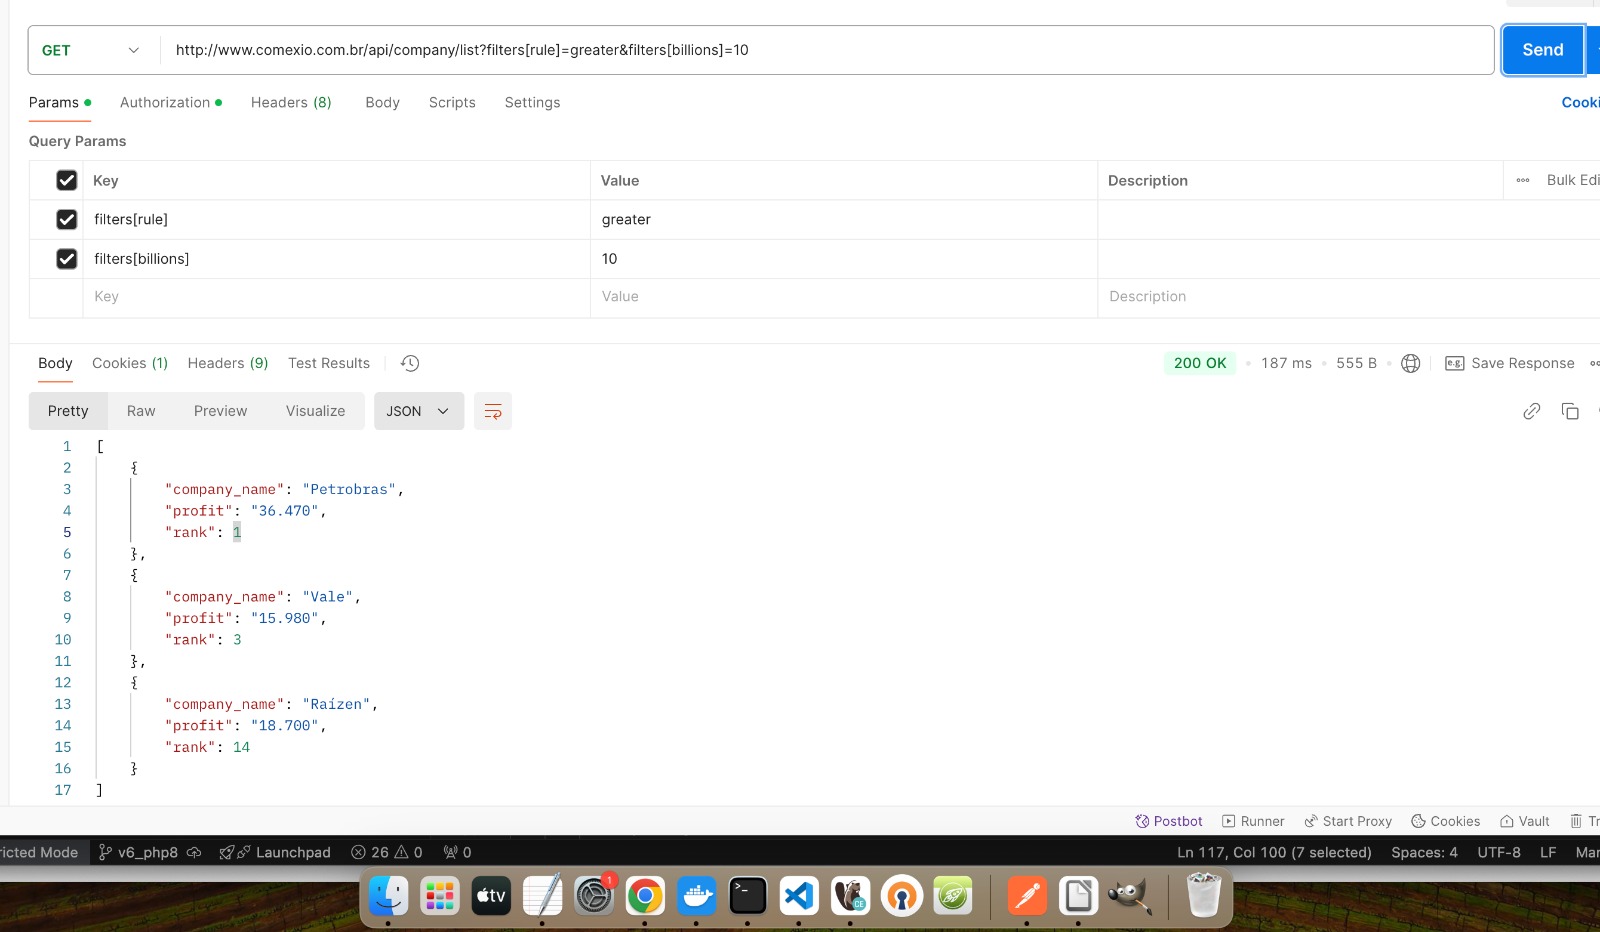 GET http://www.comexio.com.br/api/company/list?filters[rule]=greater&filters[billions]=10 Send
Params Authorization Headers (8) Body Scripts Settings Cooki
Query Params
Key Value Description Bulk Edi
filters[rule] greater
filters[billions] 10
Key Value Description
Body Cookies (1) Headers (9) Test Results 200 OK 187 ms 555 B e.g. Save Response
Pretty Raw Preview Visualize JSON
1 [
2 {
3 "company_name": "Petrobras",
4 "profit": "36.470",
5 "rank": 1
6 },
7 {
8 "company_name": "Vale",
9 "profit": "15.980",
10 "rank": 3
11 },
12 {
13 "company_name": "Raízen",
14 "profit": "18.700",
15 "rank": 14
16 }
17 ]
Postbot Runner Start Proxy Cookies Vault Tr
ricted Mode v6_php8 Launchpad 26 0 0 Ln 117, Col 100 (7 selected) Spaces: 4 UTF-8 LF Mar
tv 1 >- CE